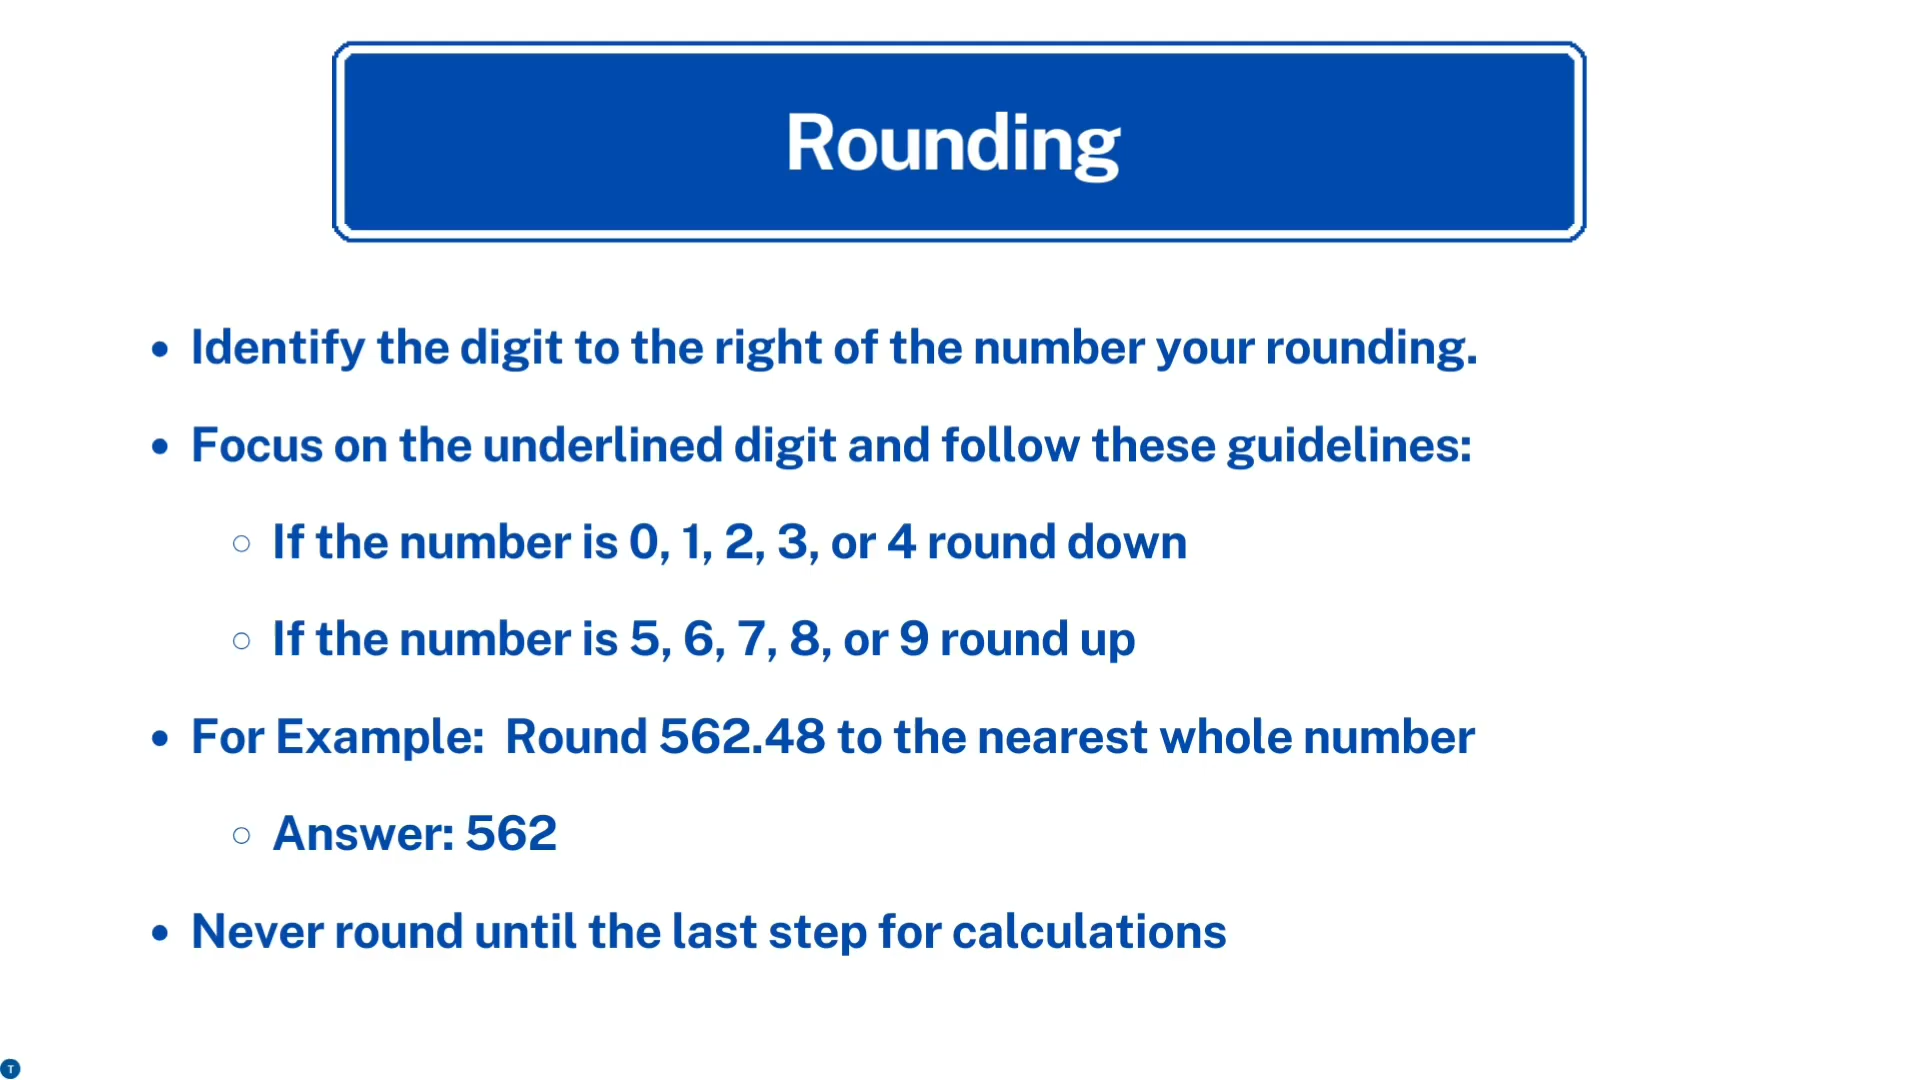 Rounding
Identify the digit to the right of the number your rounding.
Focus on the underlined digit and follow these guidelines:
If the number is 0, 1, 2, 3, or 4 round down
If the number is 5, 6, 7, 8, or 9 round up
For Example: Round 562.48 to the nearest whole number
Answer: 562
Never round until the last step for calculations
T